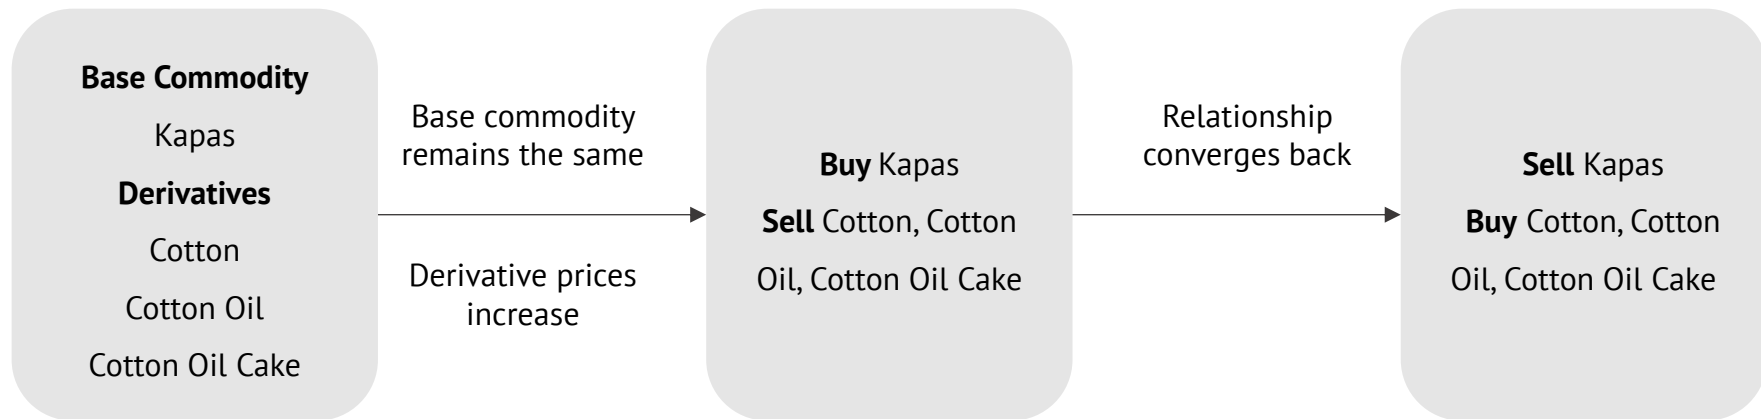 Base Commodity
Kapas
Derivatives
Cotton
Cotton Oil
Cotton Oil Cake
Base commodity
remains the same
Derivative prices
increase
Buy Kapas
Sell Cotton, Cotton
Oil, Cotton Oil Cake
Relationship
converges back
Sell Kapas
Buy Cotton, Cotton
Oil, Cotton Oil Cake